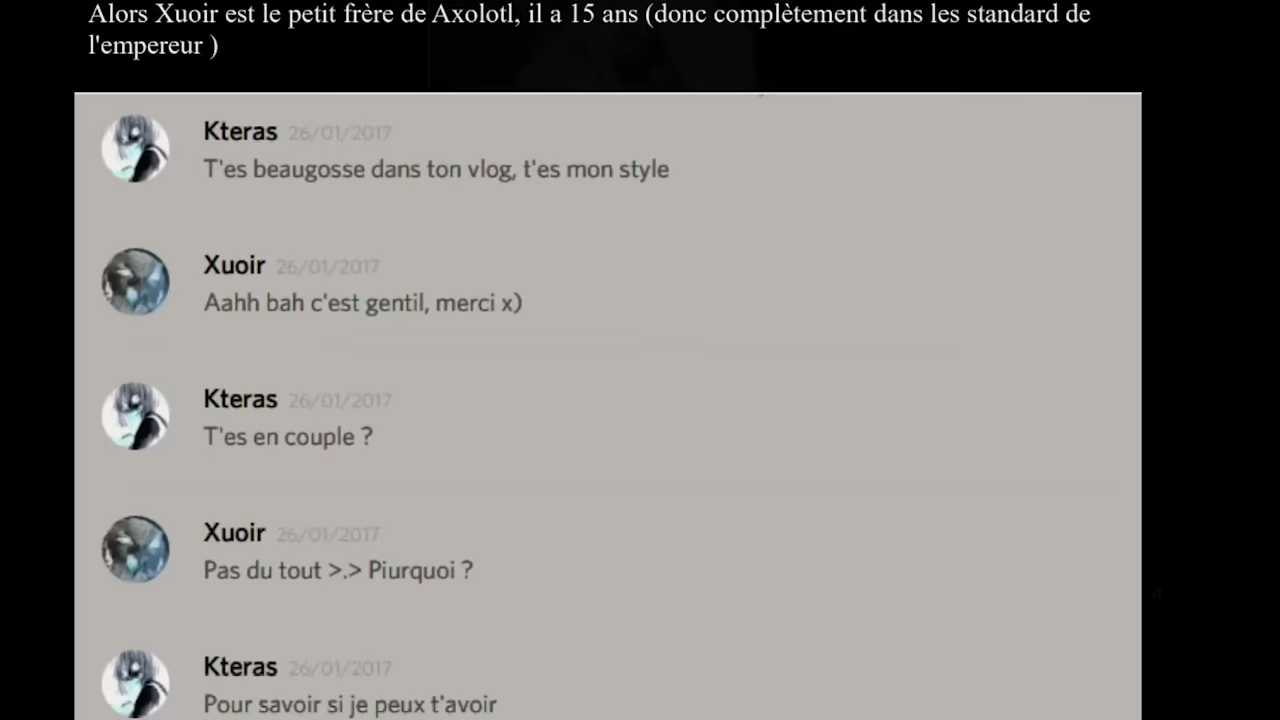 Alors Xuoir est le petit frère de Axolotl, il a 15 ans (donc complètement dans les standard de
l'empereur )
Kteras 26/01/2017
T'es beaugosse dans ton vlog, t'es mon style
Xuoir 26/01/2017
Aahh bah c'est gentil, merci x)
Kteras 26/01/2017
T'es en couple ?
Xuoir 26/01/2017
Pas du tout >.> Piurquoi ?
Kteras 26/01/2017
Pour savoir si je peux t'avoir